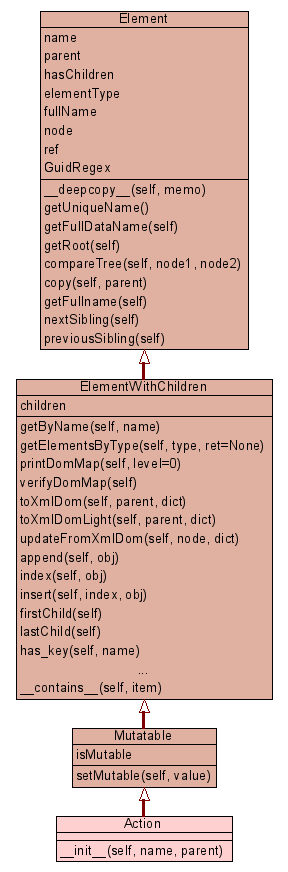 Element
name
parent
hasChildren
elementType
fullName
node
ref
GuidRegex
__deepcopy__(self, memo)
getUniqueName()
getFullDataName(self)
getRoot(self)
compareTree(self, node1, node2)
copy(self, parent)
getFullname(self)
nextSibling(self)
previousSibling(self)
ElementWithChildren
children
getByName(self, name)
getElementsByType(self, type, ret=None)
printDomMap(self, level=0)
verifyDomMap(self)
toXmlDom(self, parent, dict)
toXmlDomLight(self, parent, dict)
updateFromXmlDom(self, node, dict)
append(self, obj)
index(self, obj)
insert(self, index, obj)
firstChild(self)
lastChild(self)
has_key(self, name)
...
__contains__(self, item)
Mutatable
isMutable
setMutable(self, value)
Action
__init__(self, name, parent)